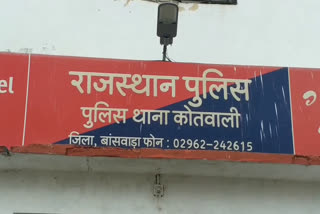 राजस्थान पुलिस
पुलिस थाना कोतवाली
जिला, बांसवाड़ा फोन : 02962-242615